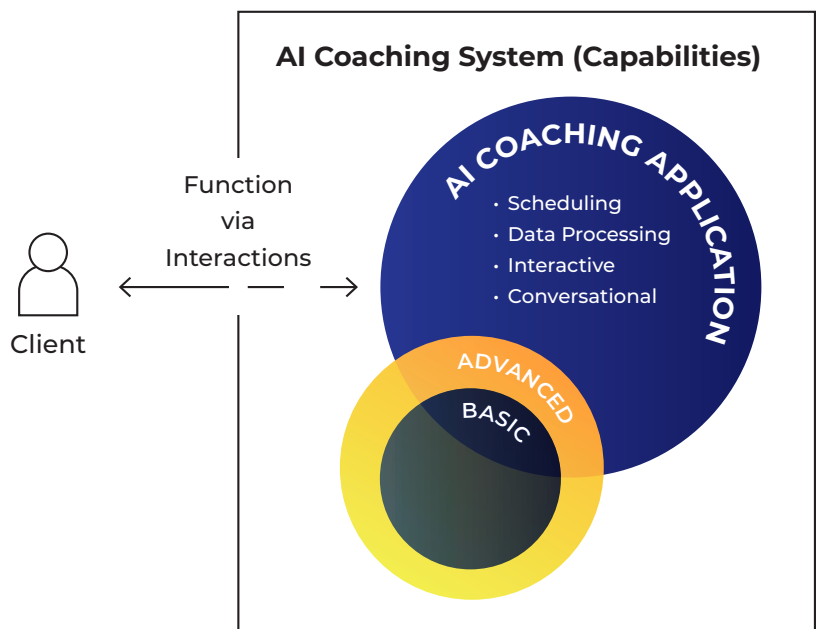 AI Coaching System (Capabilities)
AI COACHING APPLICATION
• Scheduling
• Data Processing
• Interactive
• Conversational
Function
via
Interactions
Client
ADVANCED
BASIC